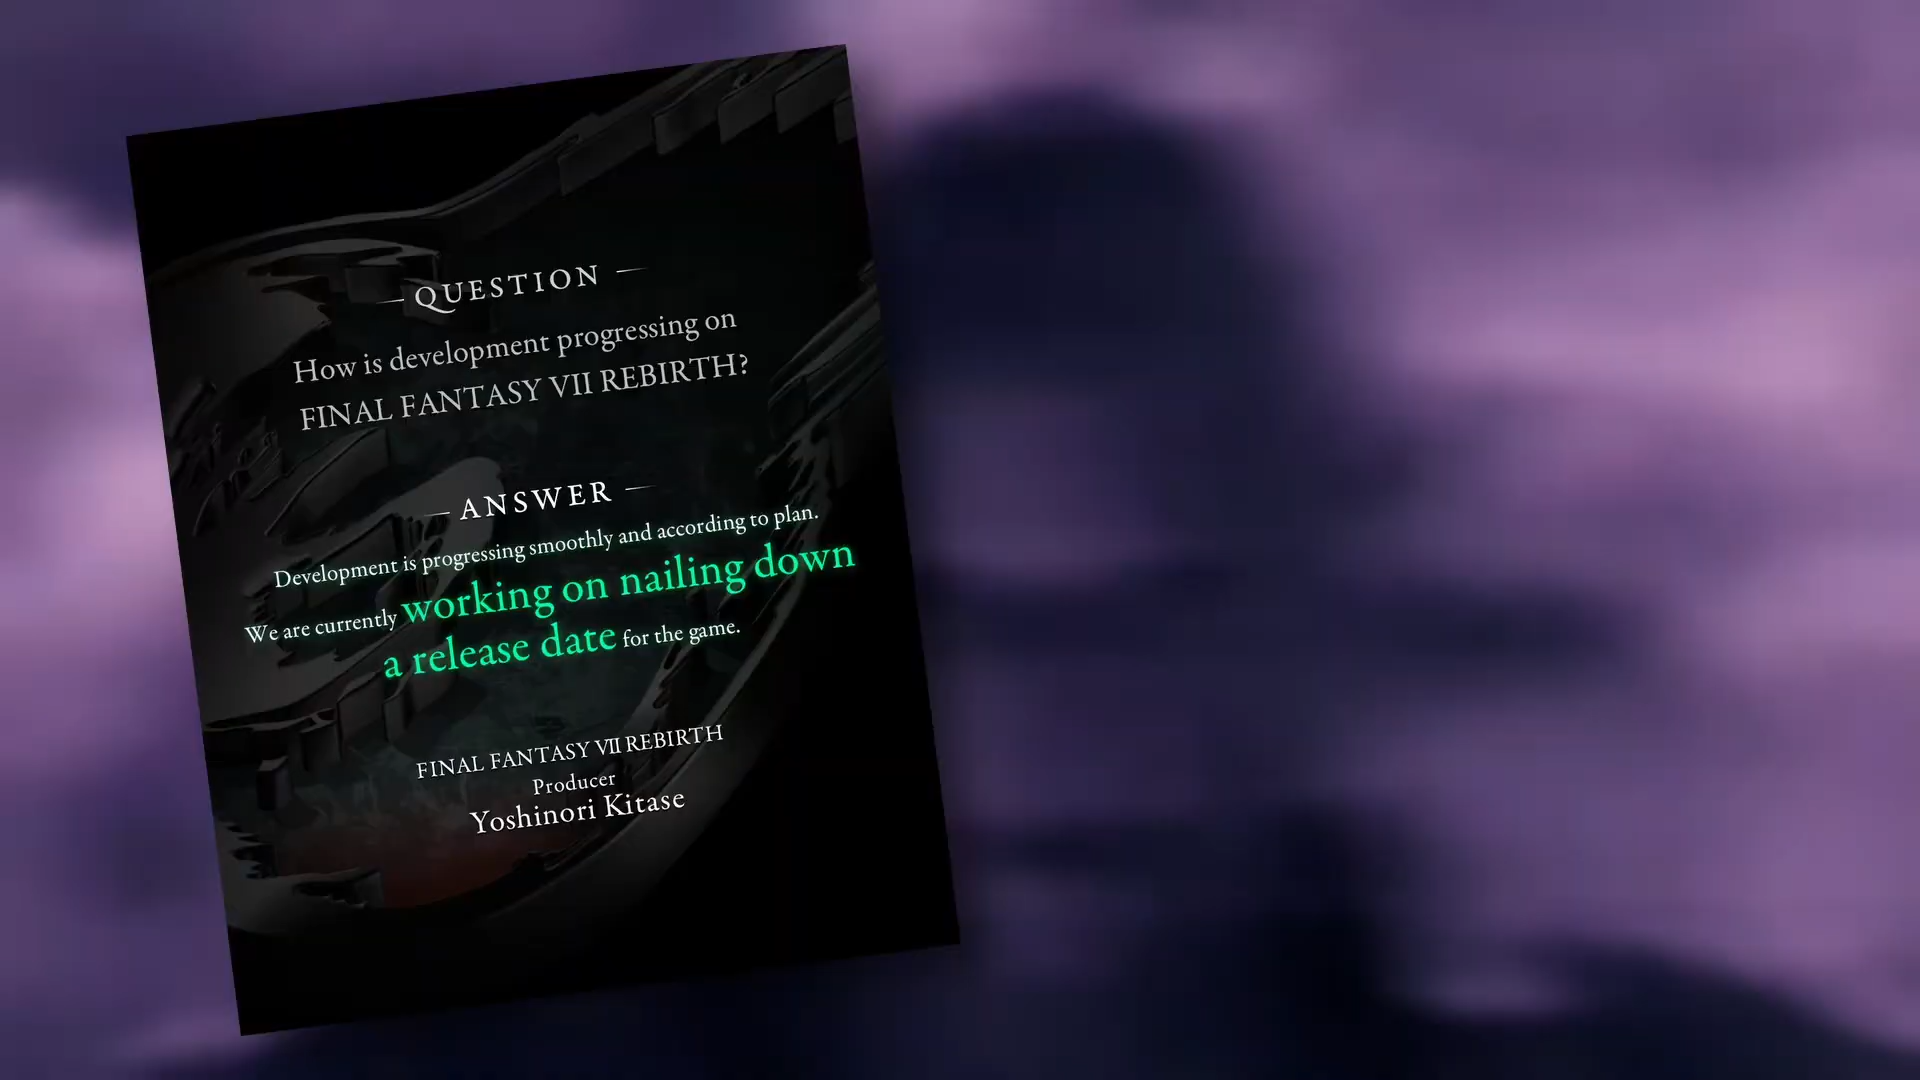 — QUESTION —
How is development progressing on
FINAL FANTASY VII REBIRTH?
— ANSWER —
Development is progressing smoothly and according to plan.
We are currently working on nailing down
a release date for the game.
FINAL FANTASY VII REBIRTH
Producer
Yoshinori Kitase